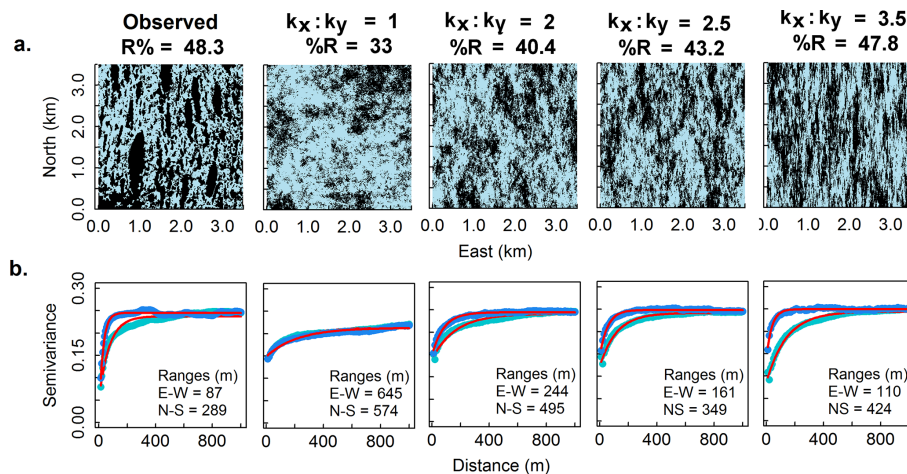 a.
Observed
R% = 48.3
kx:ky = 1
%R = 33
kx:ky = 2
%R = 40.4
kx:ky = 2.5
%R = 43.2
kx:ky = 3.5
%R = 47.8
North (km)
3.0
2.0
1.0
0.0
0.0 1.0 2.0 3.0
0.0 1.0 2.0 3.0
0.0 1.0 2.0 3.0
0.0 1.0 2.0 3.0
0.0 1.0 2.0 3.0
East (km)
b.
Semivariance
0.30
0.15
0.00
Ranges (m)
E-W = 87
N-S = 289
Ranges (m)
E-W = 645
N-S = 574
Ranges (m)
E-W = 244
N-S = 495
Ranges (m)
E-W = 161
NS = 349
Ranges (m)
E-W = 110
NS = 424
0 400 800
0 400 800
0 400 800
0 400 800
0 400 800
Distance (m)